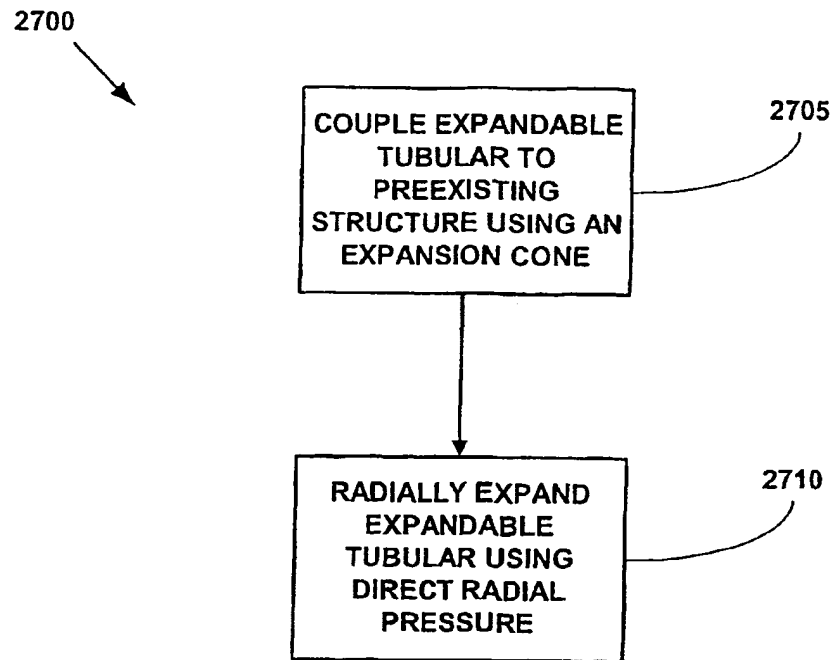 2700
COUPLE EXPANDABLE
TUBULAR TO
PREEXISTING
STRUCTURE USING AN
EXPANSION CONE
2705
RADIALLY EXPAND
EXPANDABLE
TUBULAR USING
DIRECT RADIAL
PRESSURE
2710